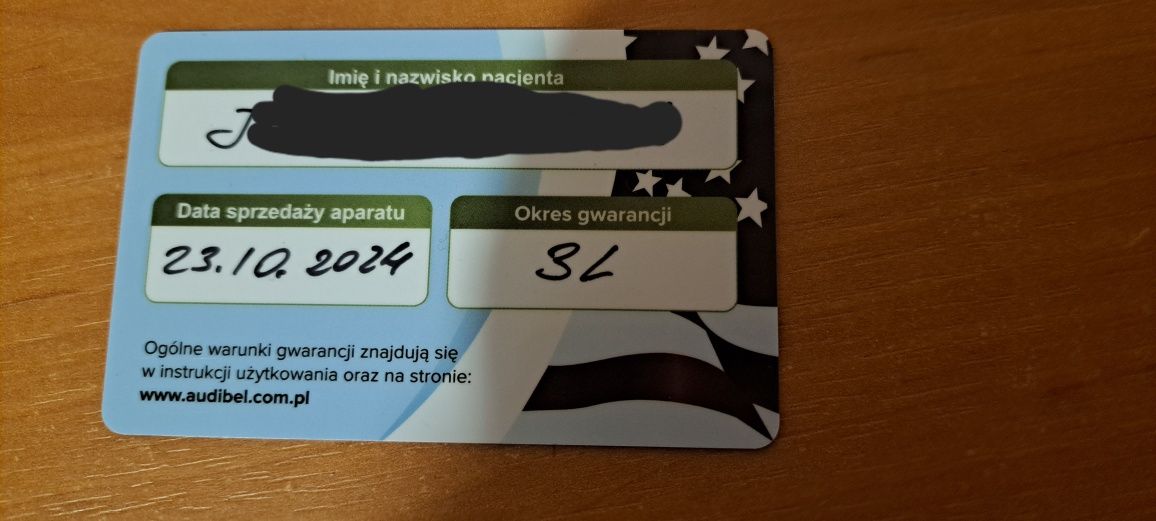 Imię i nazwisko pacjenta
J
Data sprzedaży aparatu
23.10.2024
Okres gwarancji
3L
Ogólne warunki gwarancji znajdują się
w instrukcji użytkowania oraz na stronie:
www.audibel.com.pl